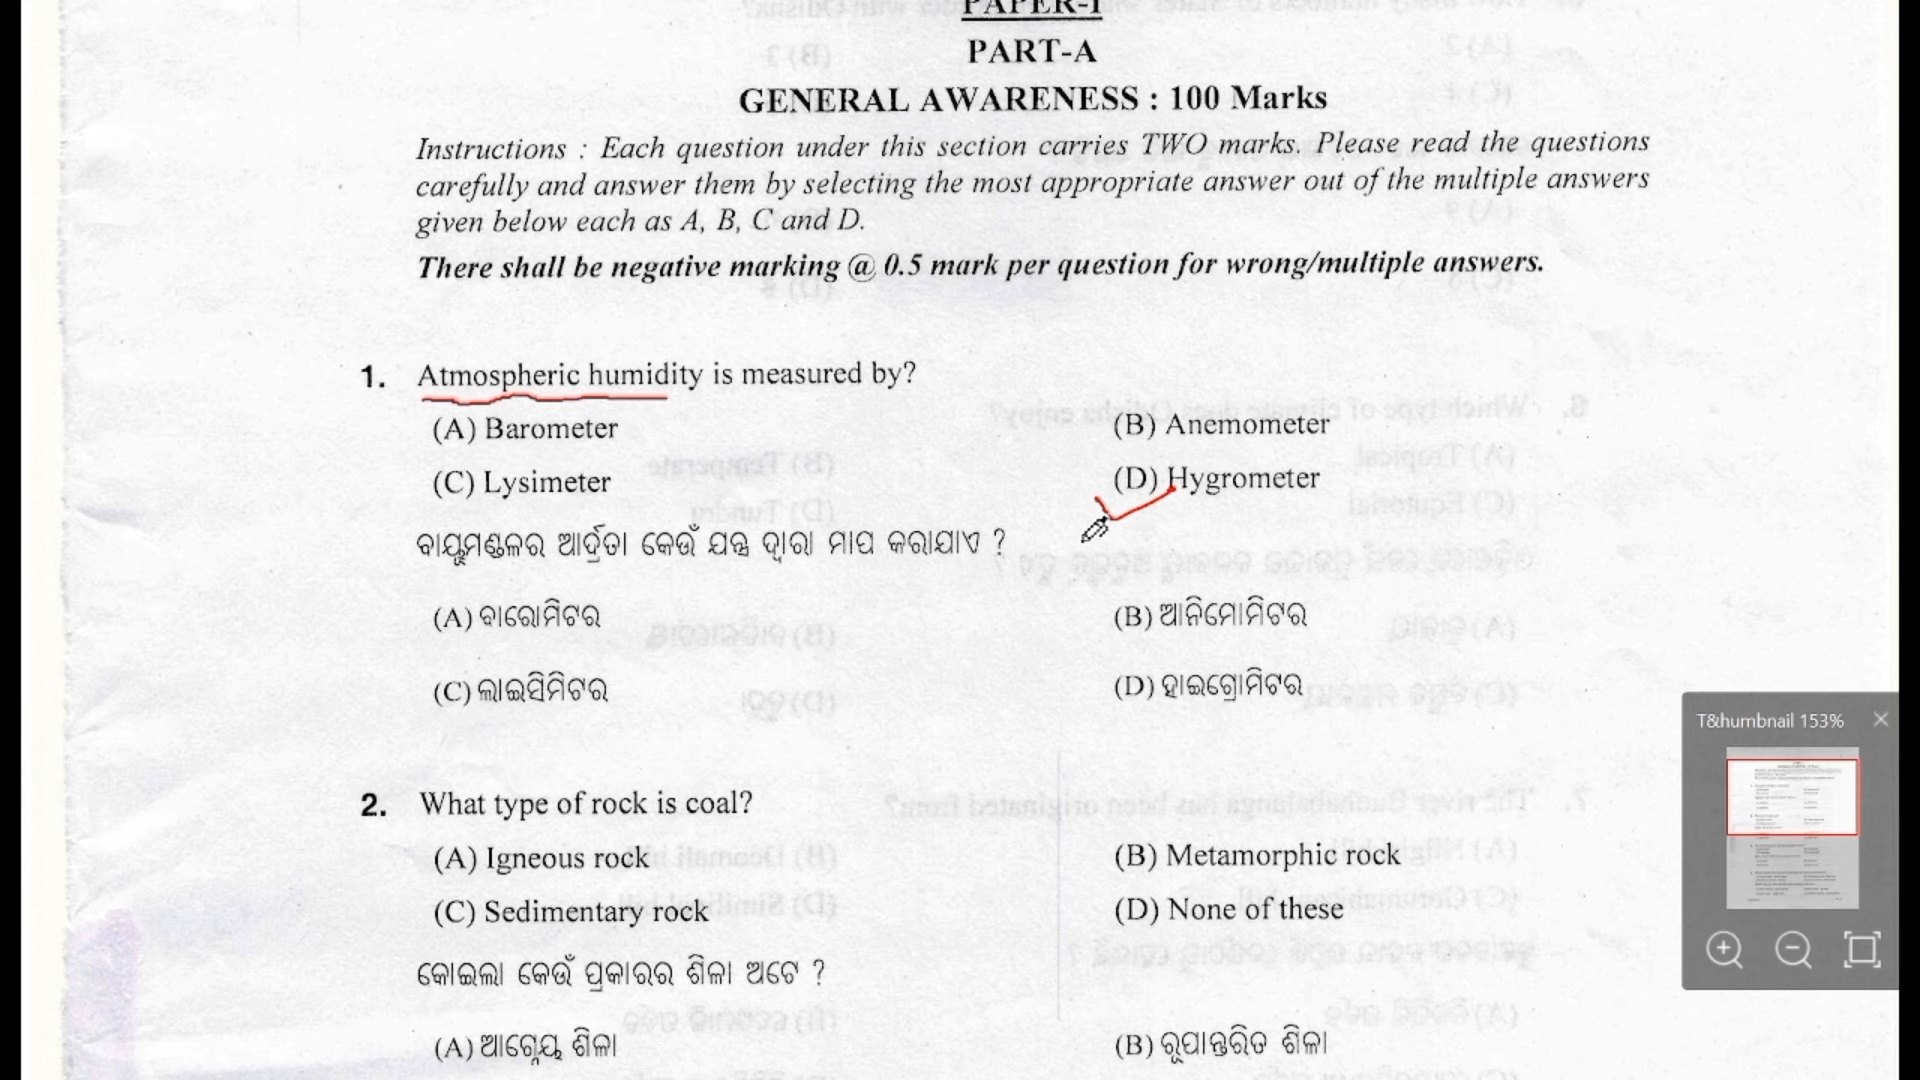 PAPER-I
PART-A
GENERAL AWARENESS : 100 Marks
Instructions : Each question under this section carries TWO marks. Please read the questions
carefully and answer them by selecting the most appropriate answer out of the multiple answers
given below each as A, B, C and D.
There shall be negative marking @ 0.5 mark per question for wrong/multiple answers.
1. Atmospheric humidity is measured by?
(A) Barometer (B) Anemometer
(C) Lysimeter (D) Hygrometer
ବାୟୁମଣ୍ଡଳର ଆର୍ଦ୍ରତା କେଉଁ ଯନ୍ତ୍ର ଦ୍ୱାରା ମାପ କରାଯାଏ ?
(A) ବାରୋମିଟର (B) ଆନିମୋମିଟର
(C) ଲାଇସିମିଟର (D) ହାଇଗ୍ରୋମିଟର
2. What type of rock is coal?
(A) Igneous rock (B) Metamorphic rock
(C) Sedimentary rock (D) None of these
କୋଇଲା କେଉଁ ପ୍ରକାରର ଶିଳା ଅଟେ ?
(A) ଆଗ୍ନେୟ ଶିଳା (B) ରୂପାନ୍ତରିତ ଶିଳା
T&humbnail 153%